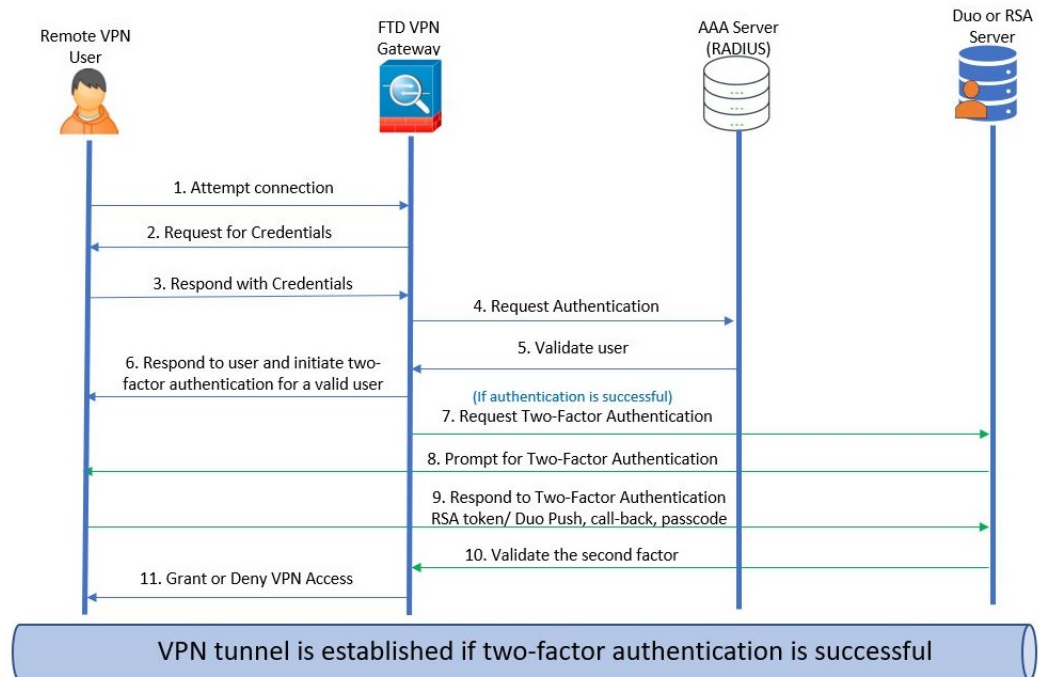 Remote VPN
User
FTD VPN
Gateway
AAA Server
(RADIUS)
Duo or RSA
Server
1. Attempt connection
2. Request for Credentials
3. Respond with Credentials
4. Request Authentication
5. Validate user
6. Respond to user and initiate two-
factor authentication for a valid user
(If authentication is successful)
7. Request Two-Factor Authentication
8. Prompt for Two-Factor Authentication
9. Respond to Two-Factor Authentication
RSA token/ Duo Push, call-back, passcode
10. Validate the second factor
11. Grant or Deny VPN Access
VPN tunnel is established if two-factor authentication is successful